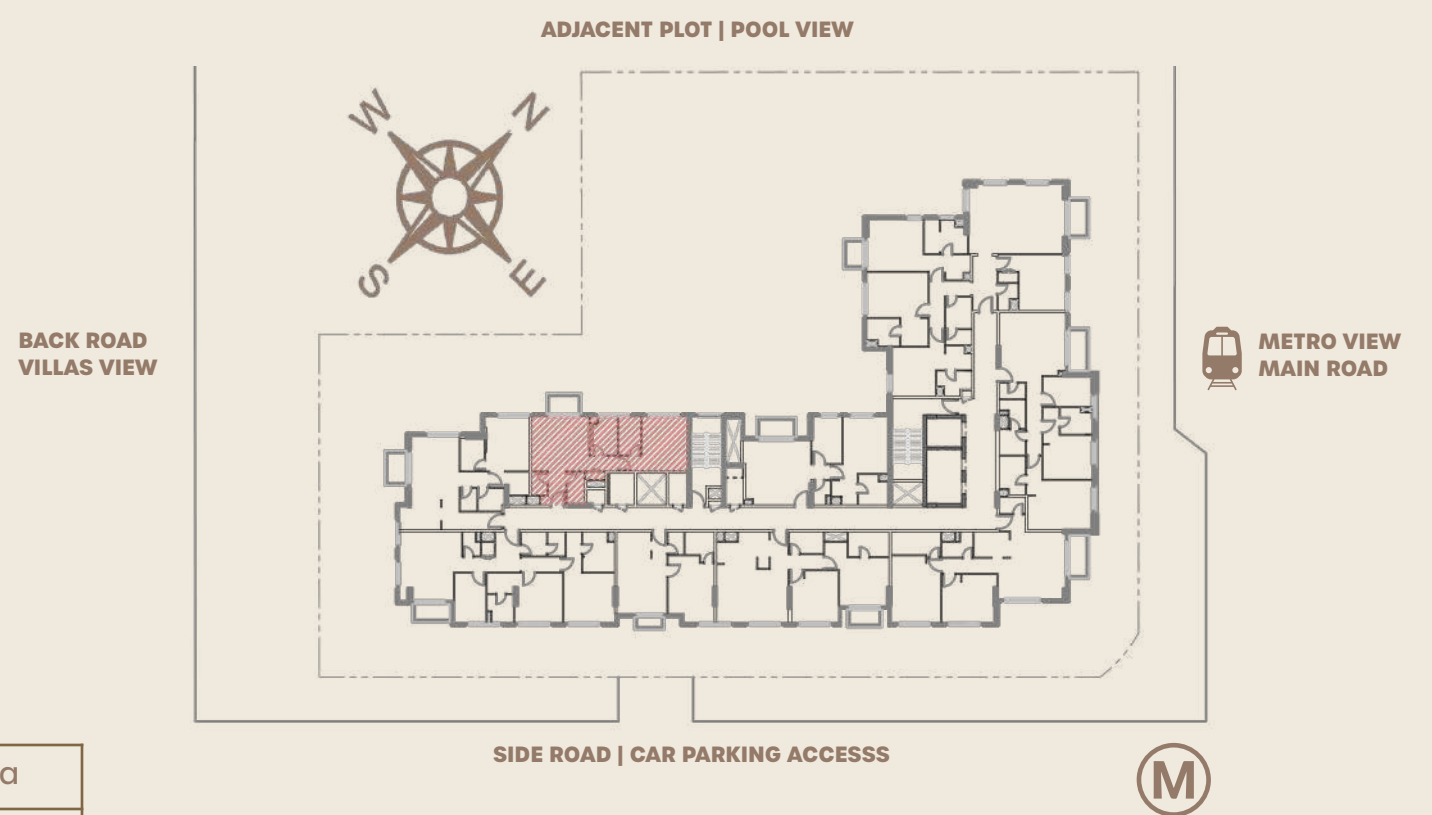 ADJACENT PLOT | POOL VIEW
W
N
S
E
BACK ROAD
VILLAS VIEW
METRO VIEW
MAIN ROAD
SIDE ROAD | CAR PARKING ACCESSS
a
M